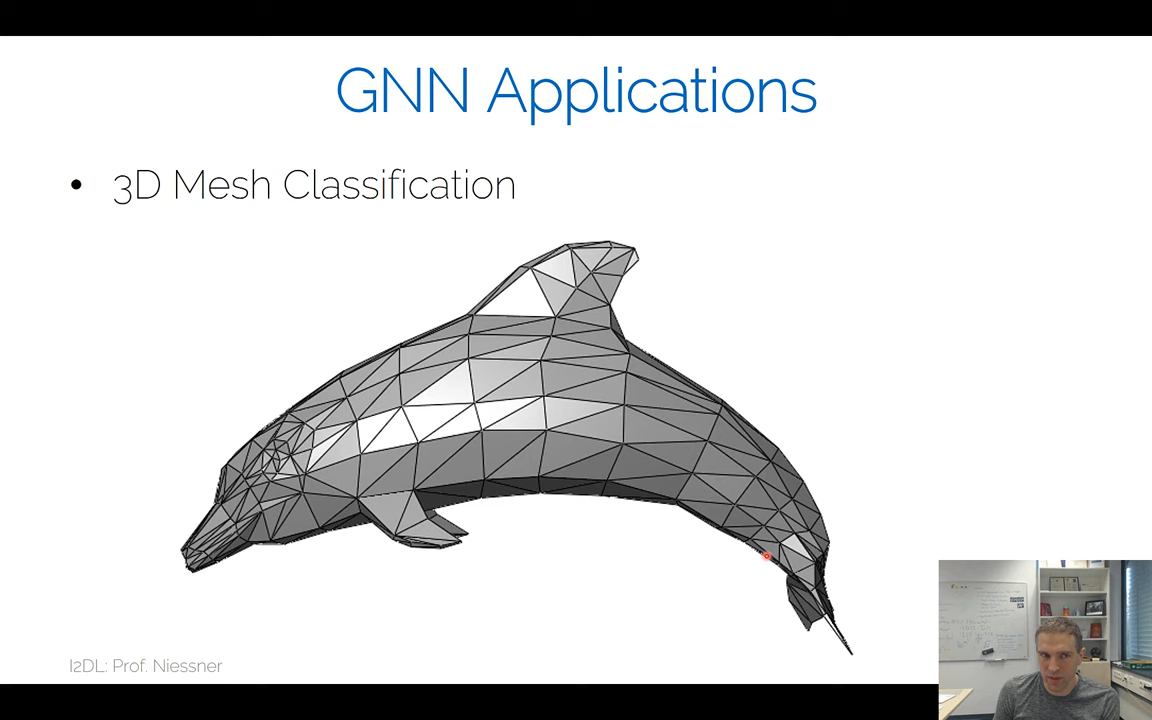 GNN Applications
• 3D Mesh Classification
I2DL: Prof. Niessner